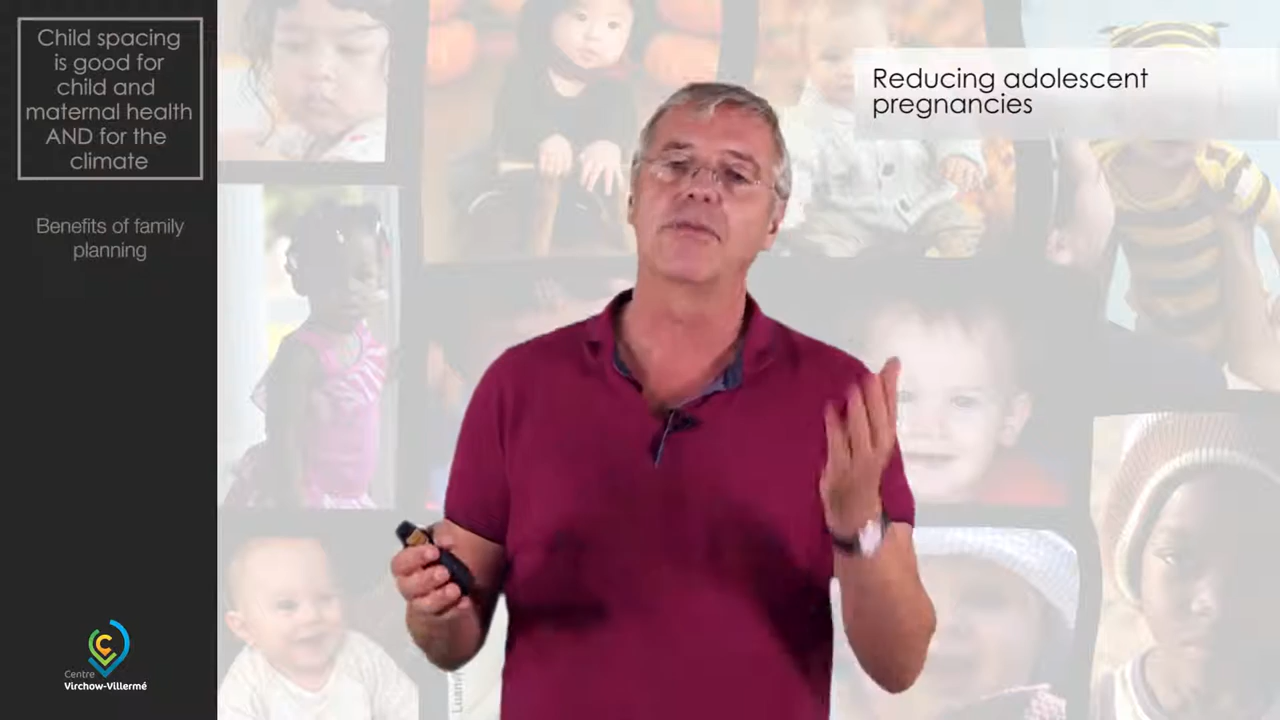 Child spacing
is good for
child and
maternal health
AND for the
climate
Benefits of family
planning
Reducing adolescent
pregnancies
Centre
Virchow-Villermé
Luan